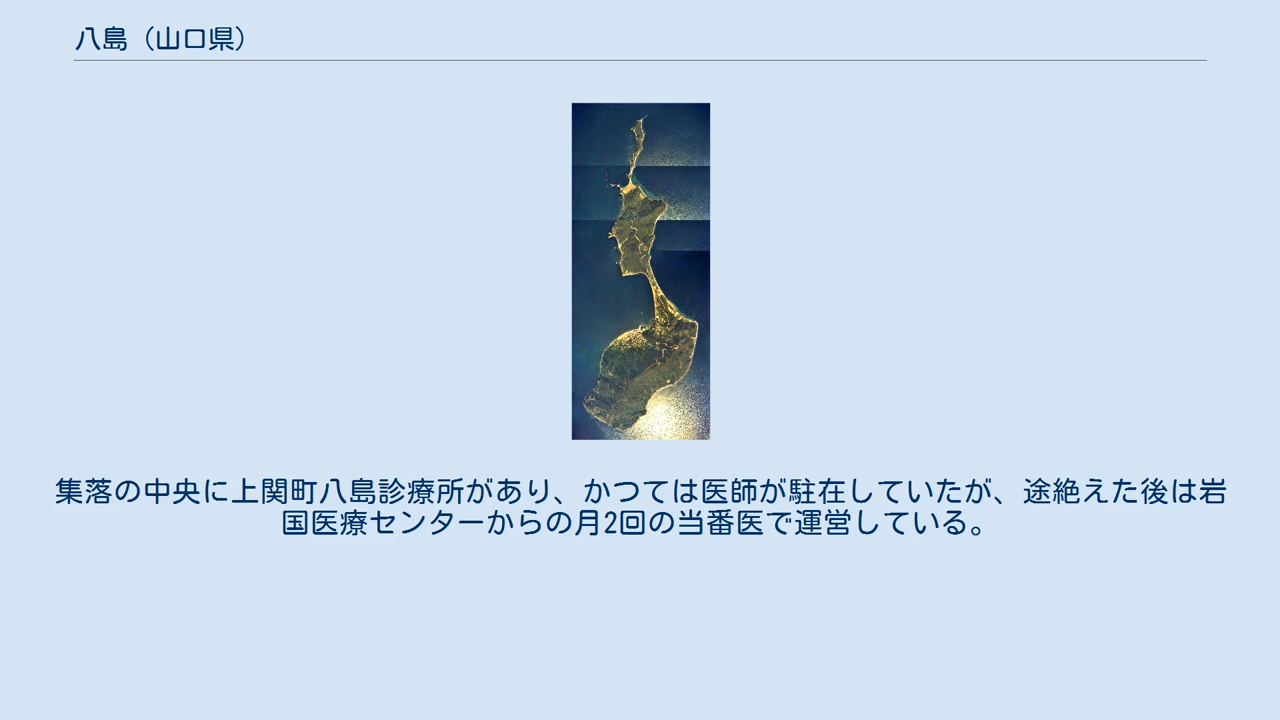 八島（山口県）
集落の中央に上関町八島診療所があり、かつては医師が駐在していたが、途絶えた後は岩
国医療センターからの月2回の当番医で運営している。